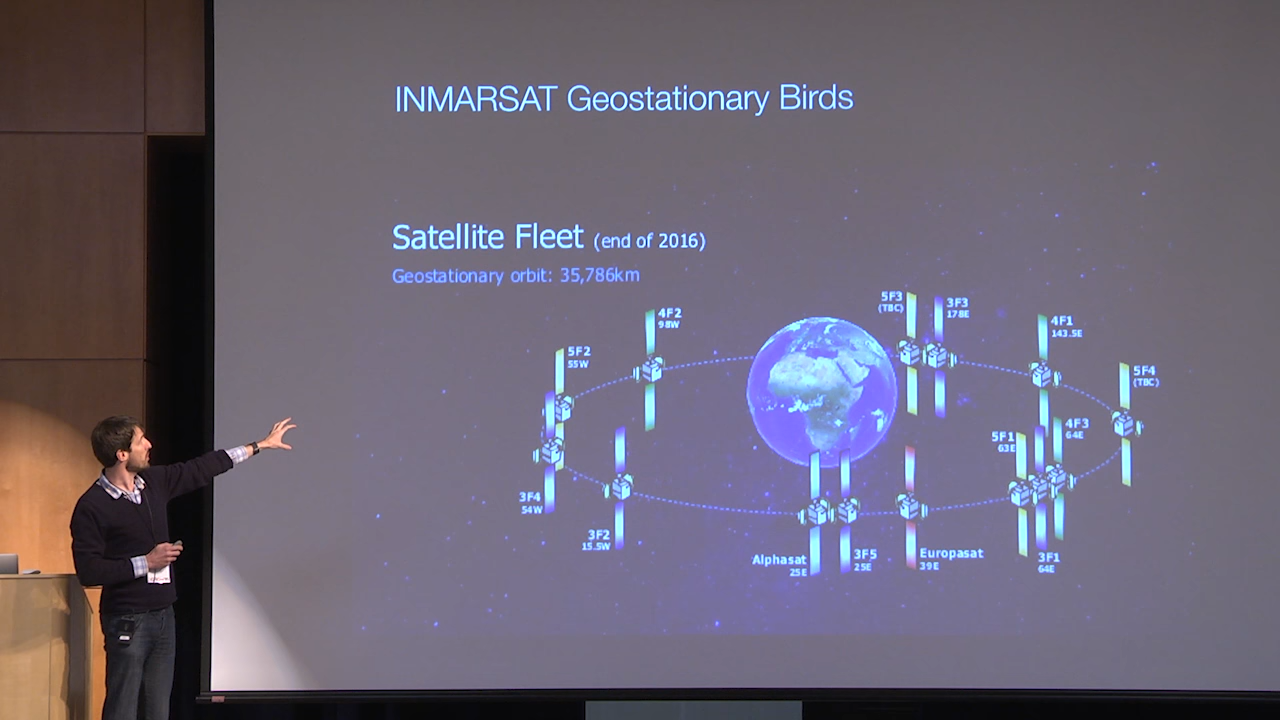 INMARSAT Geostationary Birds
Satellite Fleet (end of 2016)
Geostationary orbit: 35,786km
4F2
98W
5F2
55W
3F4
54W
3F2
15.5W
5F3
(TBC)
3F3
178E
4F1
143.5E
5F4
(TBC)
4F3
64E
5F1
63E
3F1
64E
Alphasat
25E
3F5
25E
Europasat
39E